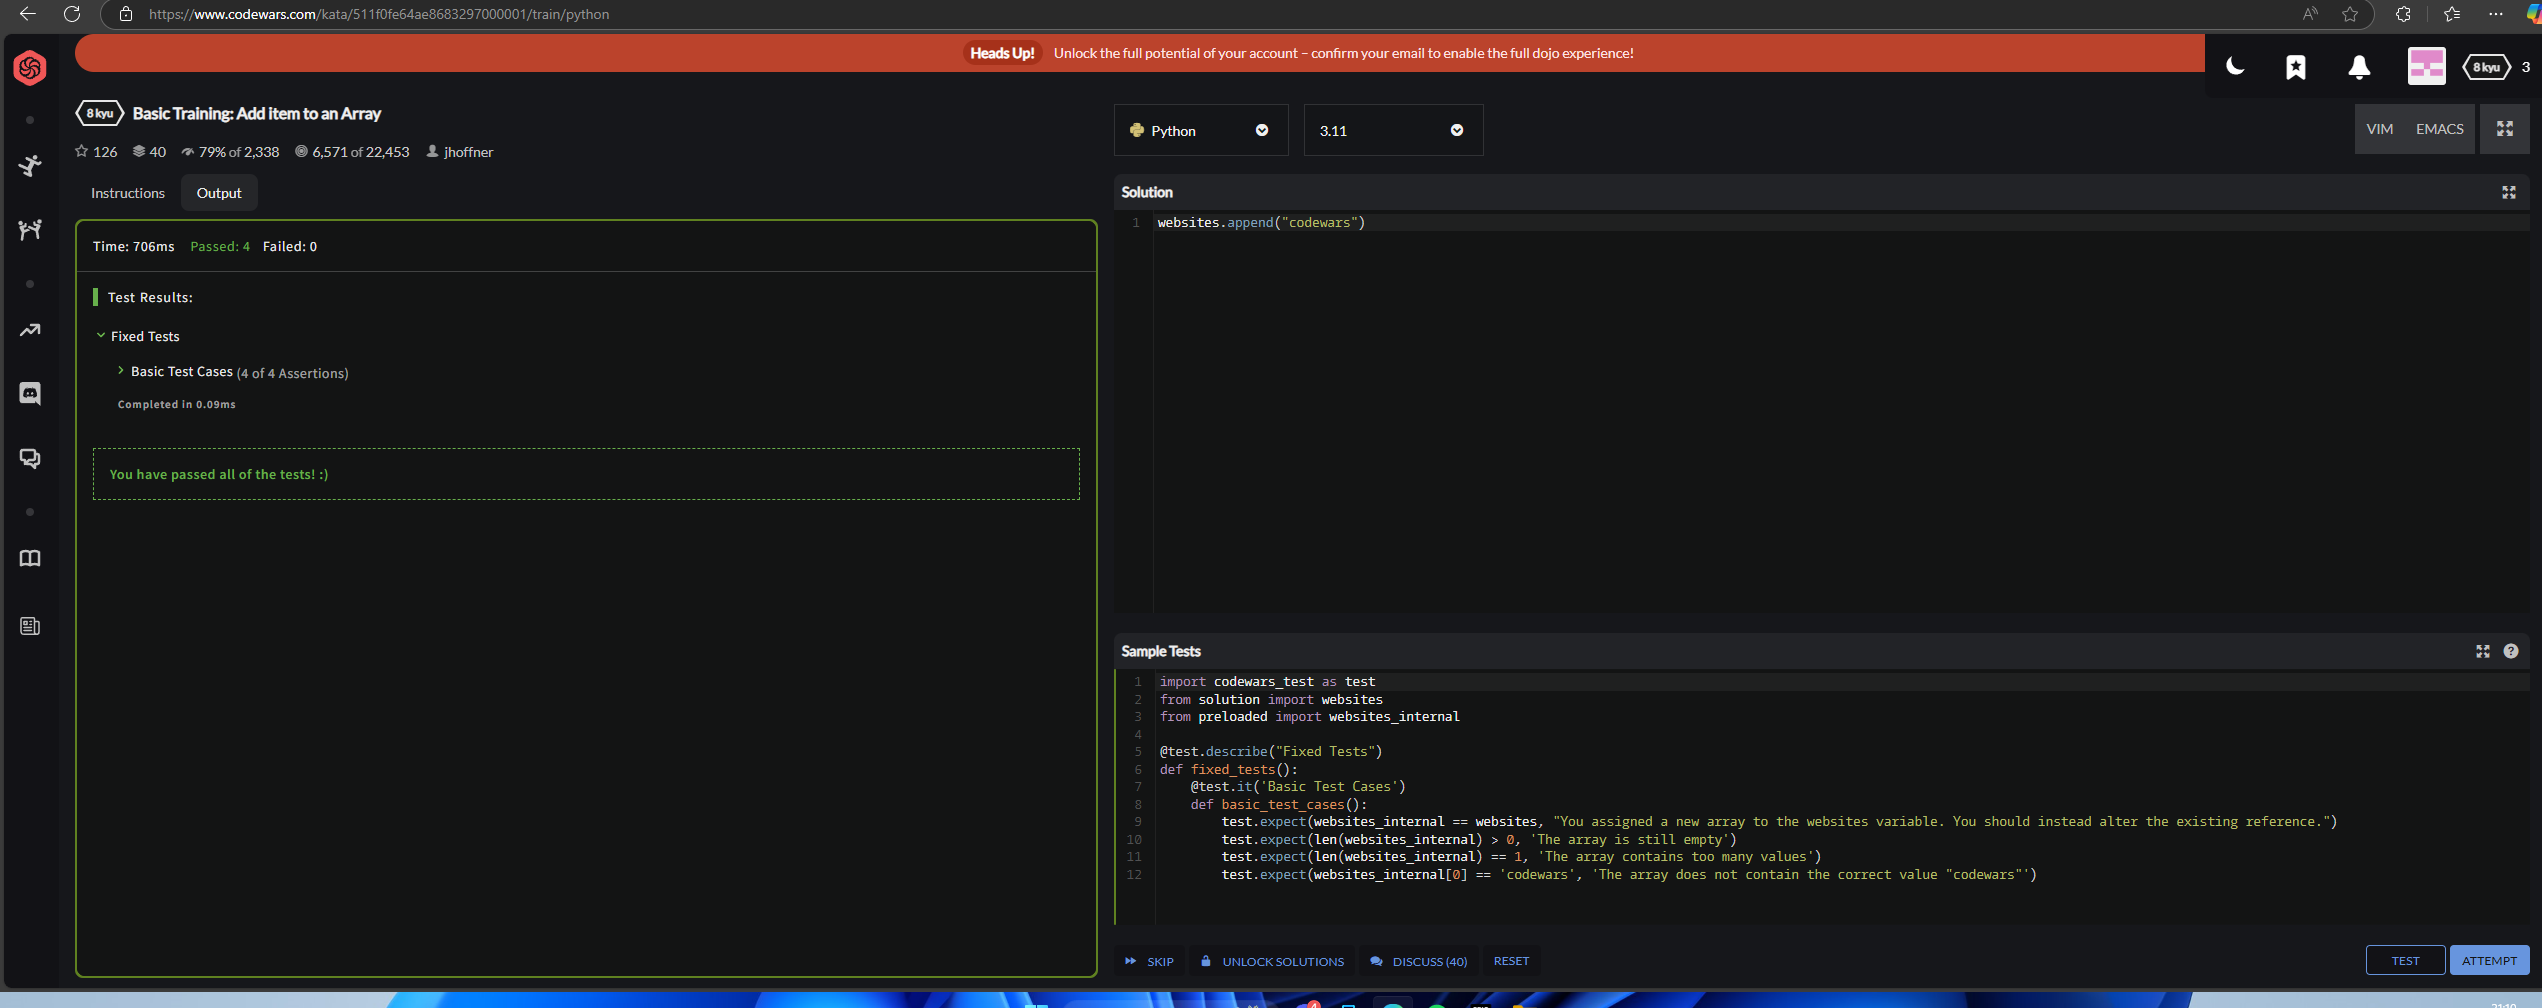 https://www.codewars.com/kata/511f0fe64ae8683297000001/train/python
Heads Up! Unlock the full potential of your account – confirm your email to enable the full dojo experience!
8 kyu 3
8 kyu Basic Training: Add item to an Array
126 40 79% of 2,338 6,571 of 22,453 jhoffner
Instructions Output
Time: 706ms Passed: 4 Failed: 0
Test Results:
Fixed Tests
Basic Test Cases (4 of 4 Assertions)
Completed in 0.09ms
You have passed all of the tests! :)
Python 3.11 VIM EMACS
Solution
1 websites.append("codewars")
Sample Tests
1 import codewars_test as test
2 from solution import websites
3 from preloaded import websites_internal
4
5 @test.describe("Fixed Tests")
6 def fixed_tests():
7     @test.it('Basic Test Cases')
8     def basic_test_cases():
9         test.expect(websites_internal == websites, "You assigned a new array to the websites variable. You should instead alter the existing reference.")
10         test.expect(len(websites_internal) > 0, 'The array is still empty')
11         test.expect(len(websites_internal) == 1, 'The array contains too many values')
12         test.expect(websites_internal[0] == 'codewars', 'The array does not contain the correct value "codewars"')
SKIP UNLOCK SOLUTIONS DISCUSS (40) RESET TEST ATTEMPT